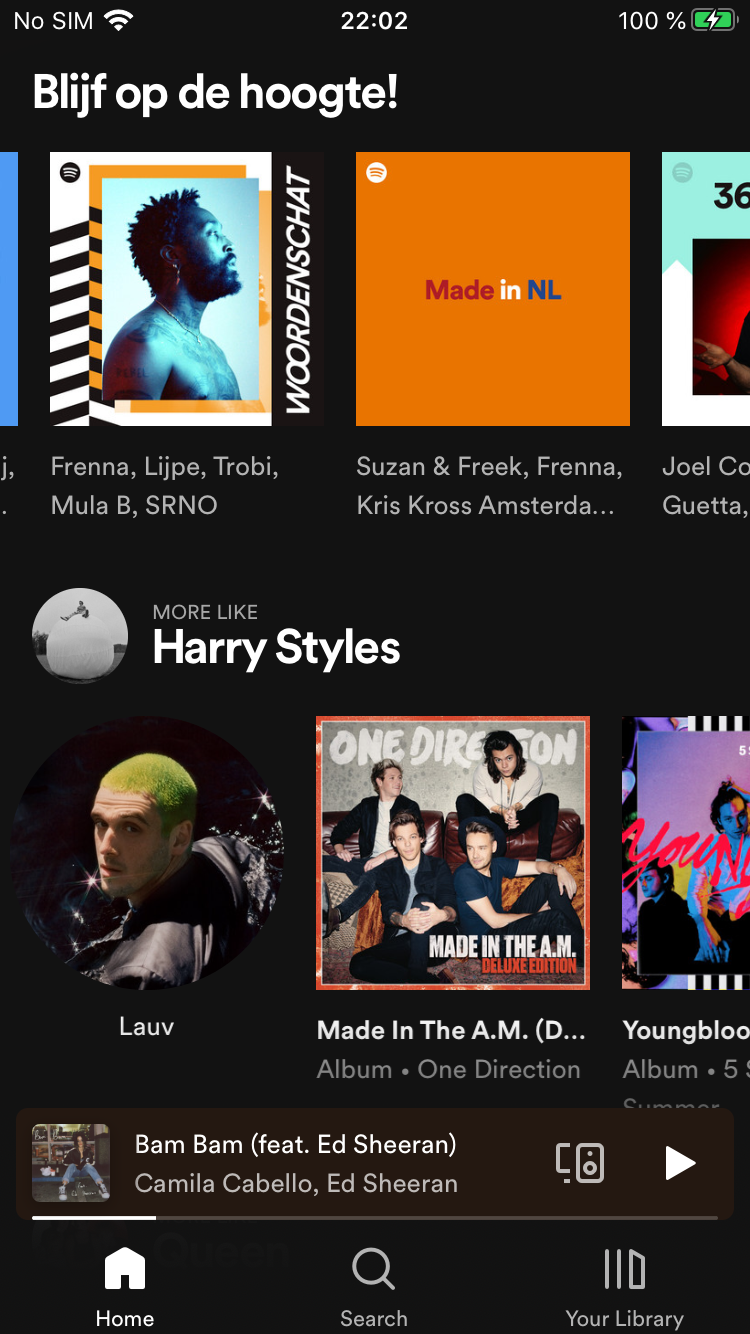 No SIM 22:02 100 %
Blijf op de hoogte!
WOORDENSCHAT
Made in NL
36
j, Frenna, Lijpe, Trobi, Suzan & Freek, Frenna, Joel Co
. Mula B, SRNO Kris Kross Amsterda... Guetta,
MORE LIKE
Harry Styles
ONE DIRECTION
MADE IN THE A.M.
DELUXE EDITION
Lauv Made In The A.M. (D... Youngbloo
Album • One Direction Album • 5 S
Summer
Bam Bam (feat. Ed Sheeran)
Camila Cabello, Ed Sheeran
Queen
Home Search Your Library